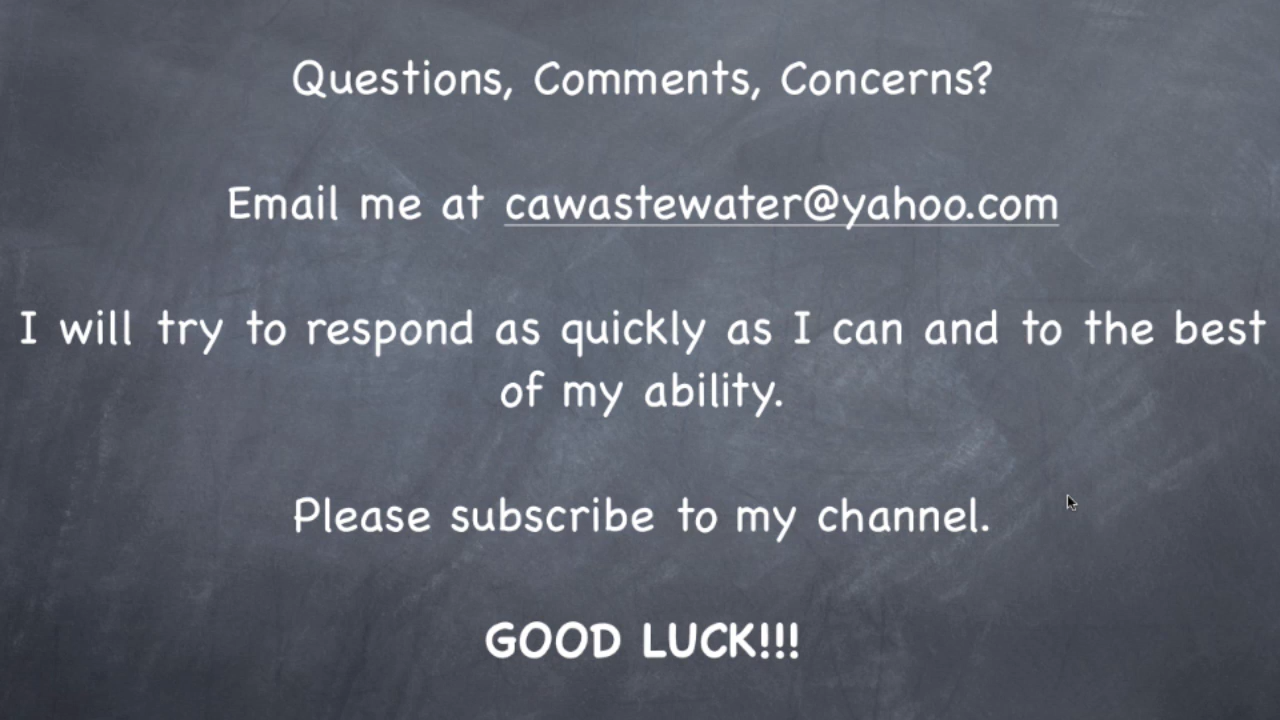 Questions, Comments, Concerns?
Email me at cawastewater@yahoo.com
I will try to respond as quickly as I can and to the best
of my ability.
Please subscribe to my channel.
GOOD LUCK!!!